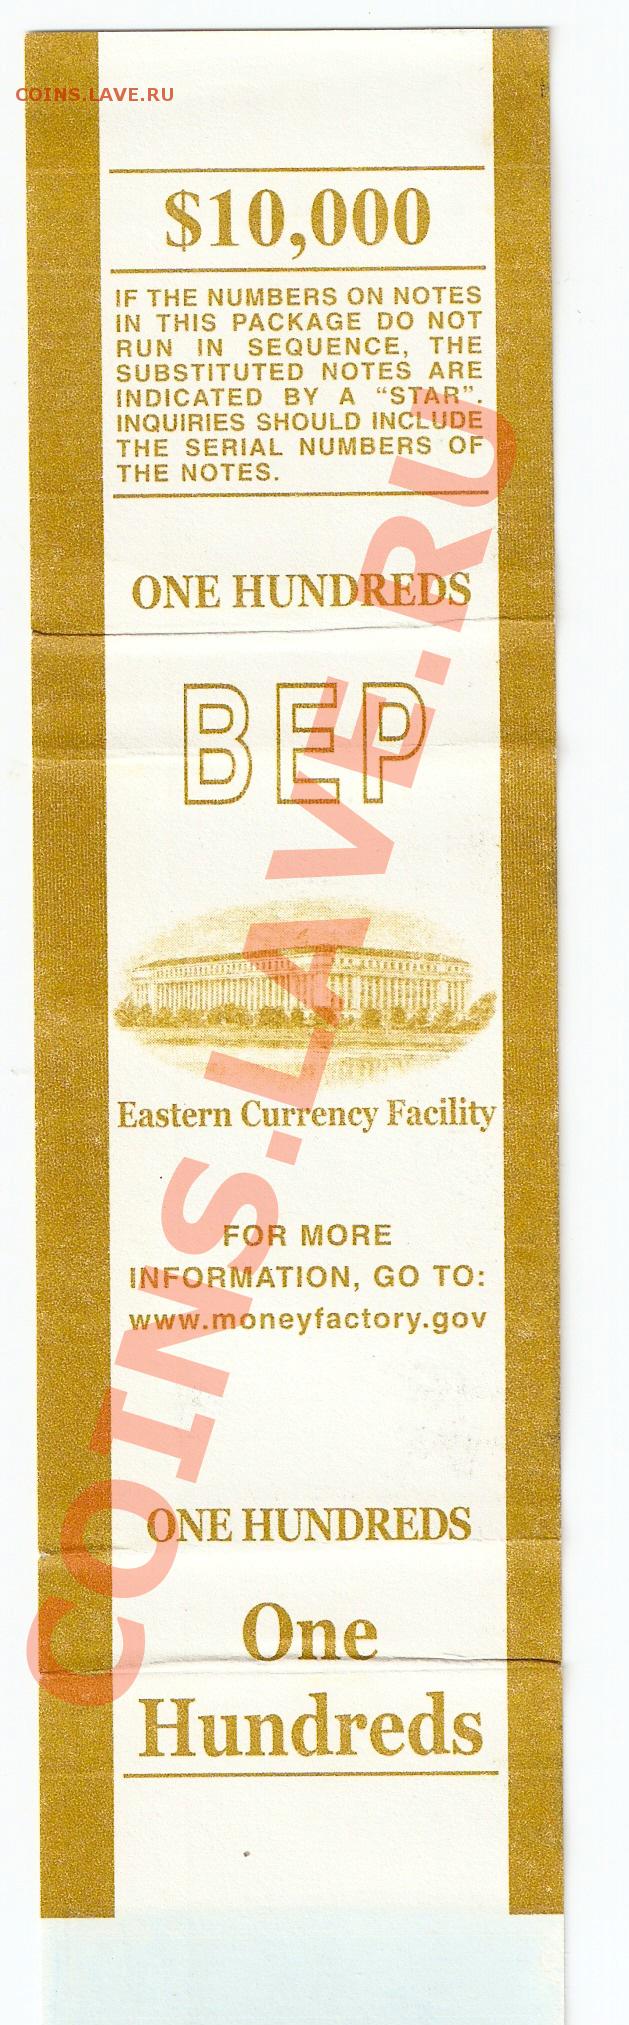 COINS.LAVE.RU
$10,000
IF THE NUMBERS ON NOTES
IN THIS PACKAGE DO NOT
RUN IN SEQUENCE, THE
SUBSTITUTED NOTES ARE
INDICATED BY A “STAR”.
INQUIRIES SHOULD INCLUDE
THE SERIAL NUMBERS OF
THE NOTES.
ONE HUNDREDS
BEP
Eastern Currency Facility
FOR MORE
INFORMATION, GO TO:
www.moneyfactory.gov
ONE HUNDREDS
One
Hundreds
COINS.LAVE.RU